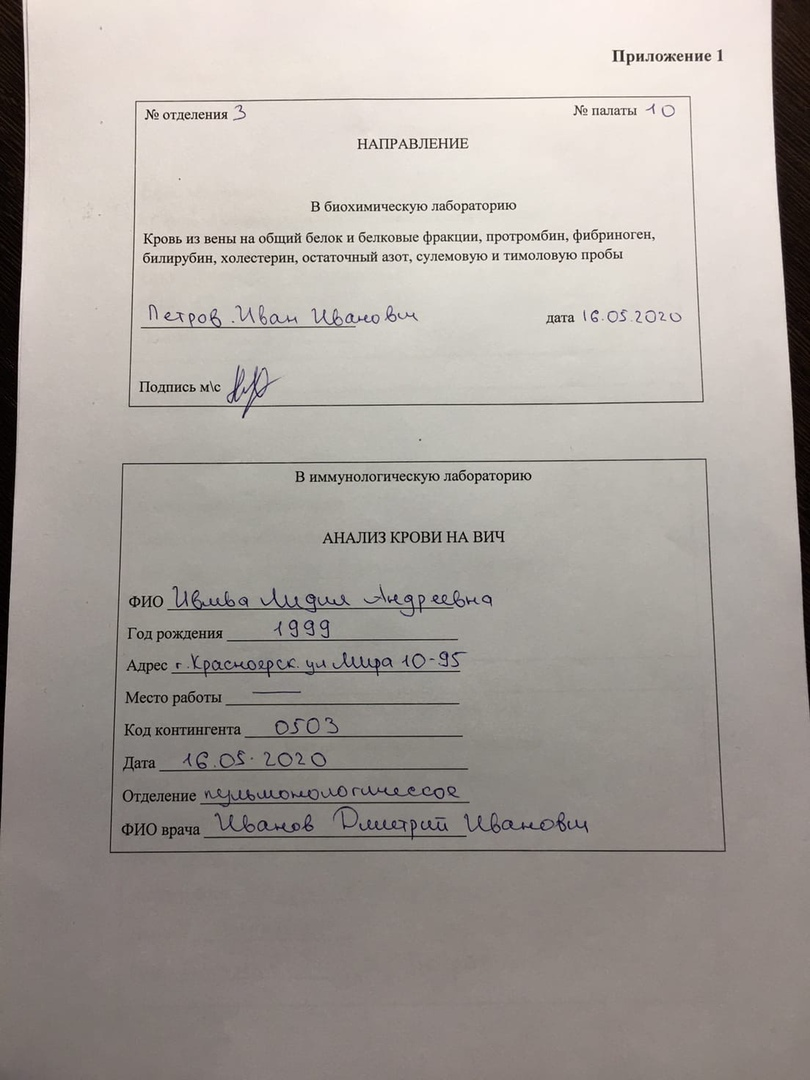 Приложение 1
№ отделения 3 № палаты 10
НАПРАВЛЕНИЕ
В биохимическую лабораторию
Кровь из вены на общий белок и белковые фракции, протромбин, фибриноген,
билирубин, холестерин, остаточный азот, сулемовую и тимоловую пробы
Петров Иван Иванович дата 16.05.2020
Подпись м\с
В иммунологическую лабораторию
АНАЛИЗ КРОВИ НА ВИЧ
ФИО Лидия Андреевна
Год рождения 1999
Адрес г. Красноярск. ул Мира 10-95
Место работы —
Код контингента 0503
Дата 16.05.2020
Отделение пульмонологическое
ФИО врача Иванов Дмитрий Иванович